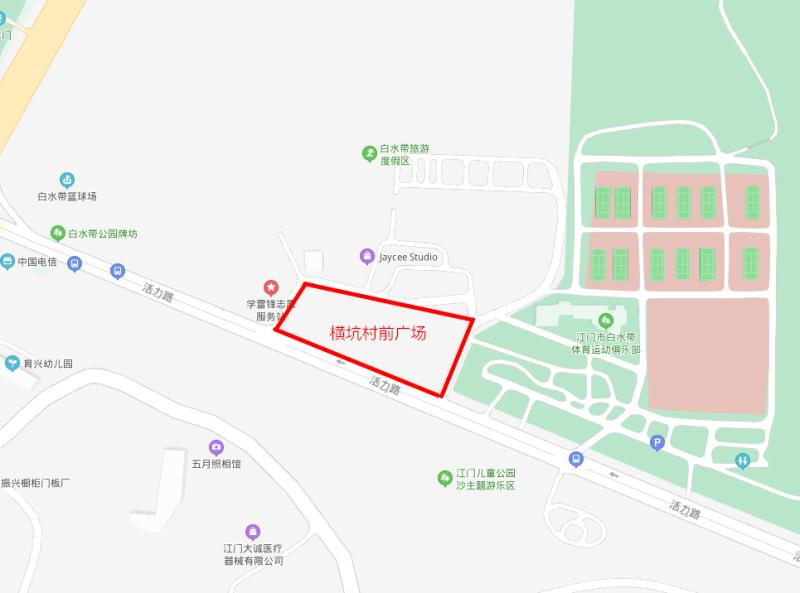 门
白水带旅游
度假区
白水带篮球场
白水带公园牌坊
中国电信
Jaycee Studio
活力路
学雷锋志愿
服务站
横坑村前广场
江门市白水带
体育运动俱乐部
育兴幼儿园
活力路
P
五月照相馆
振兴橱柜门板厂
江门儿童公园
沙主题游乐区
活力路
江门大诚医疗
器械有限公司
活